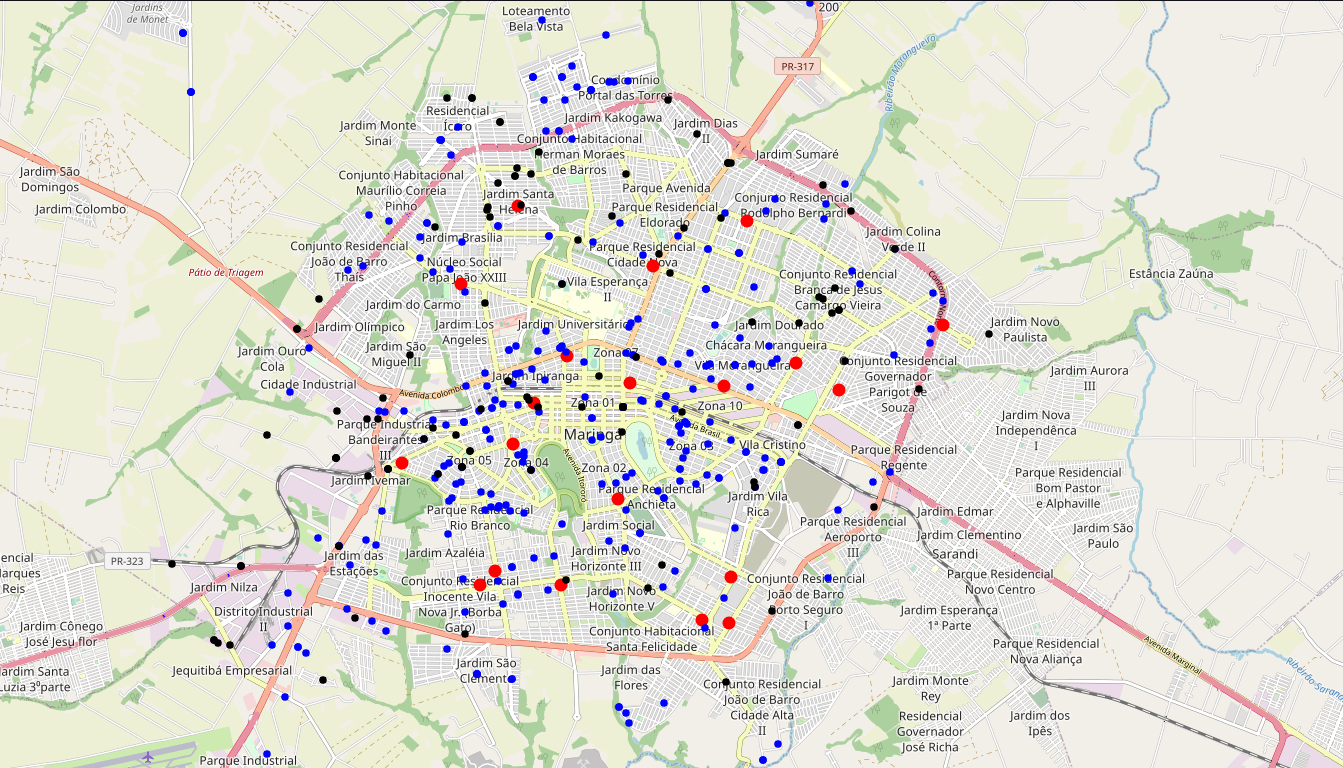 Jardins
de Monet
Loteamento
Bela Vista
200
PR-317
Ribeirão Morangueiro
Condomínio
Portal das Torres
Residencial
Ícaro
Jardim Kakogawa
Jardim Monte
Sinai
Jardim Dias
II
Conjunto Habitacional
Herman Moraes
de Barros
Jardim Sumaré
Jardim São
Domingos
Conjunto Habitacional
Maurílio Correia
Pinho
Parque Avenida
Jardim Santa
Helena
Conjunto Residencial
Rodolpho Bernardi
Jardim Colombo
Parque Residencial
Eldorado
Jardim Colina
Verde II
Jardim Brasília
Conjunto Residencial
João de Barro
Thaís
Parque Residencial
Cidade Nova
Pátio de Triagem
Núcleo Social
Papa João XXIII
Estância Zaúna
Conjunto Residencial
Branca de Jesus
Camargo Vieira
Vila Esperança
II
Contorno Norte
Jardim do Carmo
Jardim Olímpico
Jardim Los
Angeles
Jardim Universitário
Jardim Dourado
Jardim Novo
Paulista
Jardim Ouro
Cola
Jardim São
Miguel II
Zona 07
Chácara Morangueira
Vila Morangueira
Conjunto Residencial
Governador
Parigot de
Souza
Jardim Aurora
III
Cidade Industrial
Jardim Ipiranga
Avenida Colombo
Zona 01
Zona 10
Avenida Brasil
Jardim Nova
Independênca
I
Parque Industrial
Bandeirantes
III
Maringá
Zona 03
Vila Cristino
Parque Residencial
Regente
Zona 05
Zona 04
Avenida Itororó
Zona 02
Jardim Ivemar
Parque Residencial
Anchieta
Parque Residencial
Bom Pastor
e Alphaville
Jardim Vila
Rica
Parque Residencial
Rio Branco
Jardim Social
Parque Residencial
Aeroporto
III
Jardim Edmar
Jardim Clementino
Jardim São
Paulo
Sarandi
PR-323
encial
arques
Reis
Jardim das
Estações
Jardim Azaléia
Jardim Novo
Horizonte III
Parque Residencial
Novo Centro
Jardim Nilza
Conjunto Residencial
Inocente Vila
Nova Jr. (Borba
Gato)
Jardim Novo
Horizonte V
Conjunto Residencial
João de Barro
Porto Seguro
I
Jardim Esperança
1ª Parte
Distrito Industrial
II
Jardim Cônego
José Jesu flor
Conjunto Habitacional
Santa Felicidade
Parque Residencial
Nova Aliança
Avenida Marginal
Jardim Santa
Luzia 3ªparte
Jequitibá Empresarial
Jardim São
Clemente
Jardim das
Flores
Jardim Monte
Rey
Conjunto Residencial
João de Barro
Cidade Alta
II
Residencial
Governador
José Richa
Jardim dos
Ipês
Parque Industrial